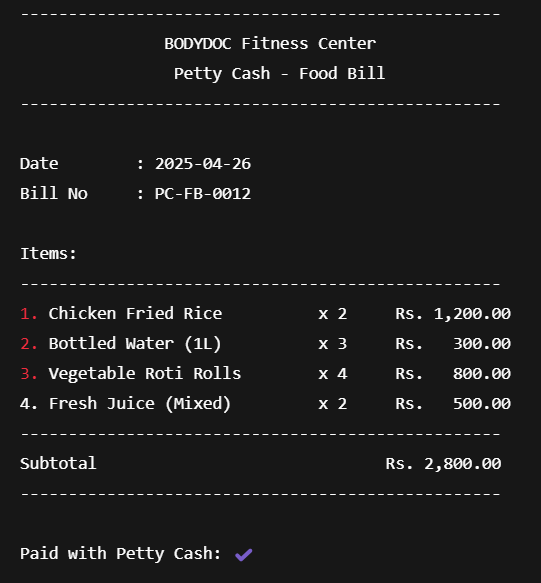 --------------------------------------------------
BODYDOC Fitness Center
Petty Cash - Food Bill
--------------------------------------------------
Date        : 2025-04-26
Bill No     : PC-FB-0012
Items:
--------------------------------------------------
1. Chicken Fried Rice          x 2     Rs. 1,200.00
2. Bottled Water (1L)          x 3     Rs.   300.00
3. Vegetable Roti Rolls        x 4     Rs.   800.00
4. Fresh Juice (Mixed)         x 2     Rs.   500.00
--------------------------------------------------
Subtotal                              Rs. 2,800.00
--------------------------------------------------
Paid with Petty Cash: ✔